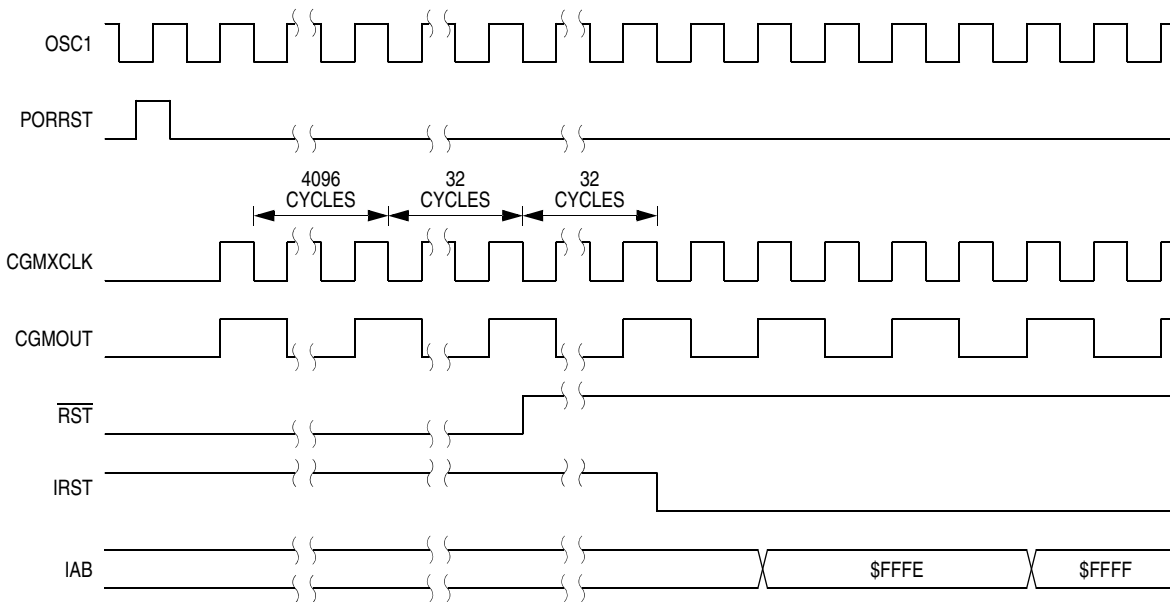 OSC1
PORRST
4096
CYCLES
32
CYCLES
32
CYCLES
CGMXCLK
CGMOUT
RST
IRST
IAB
$FFFE
$FFFF